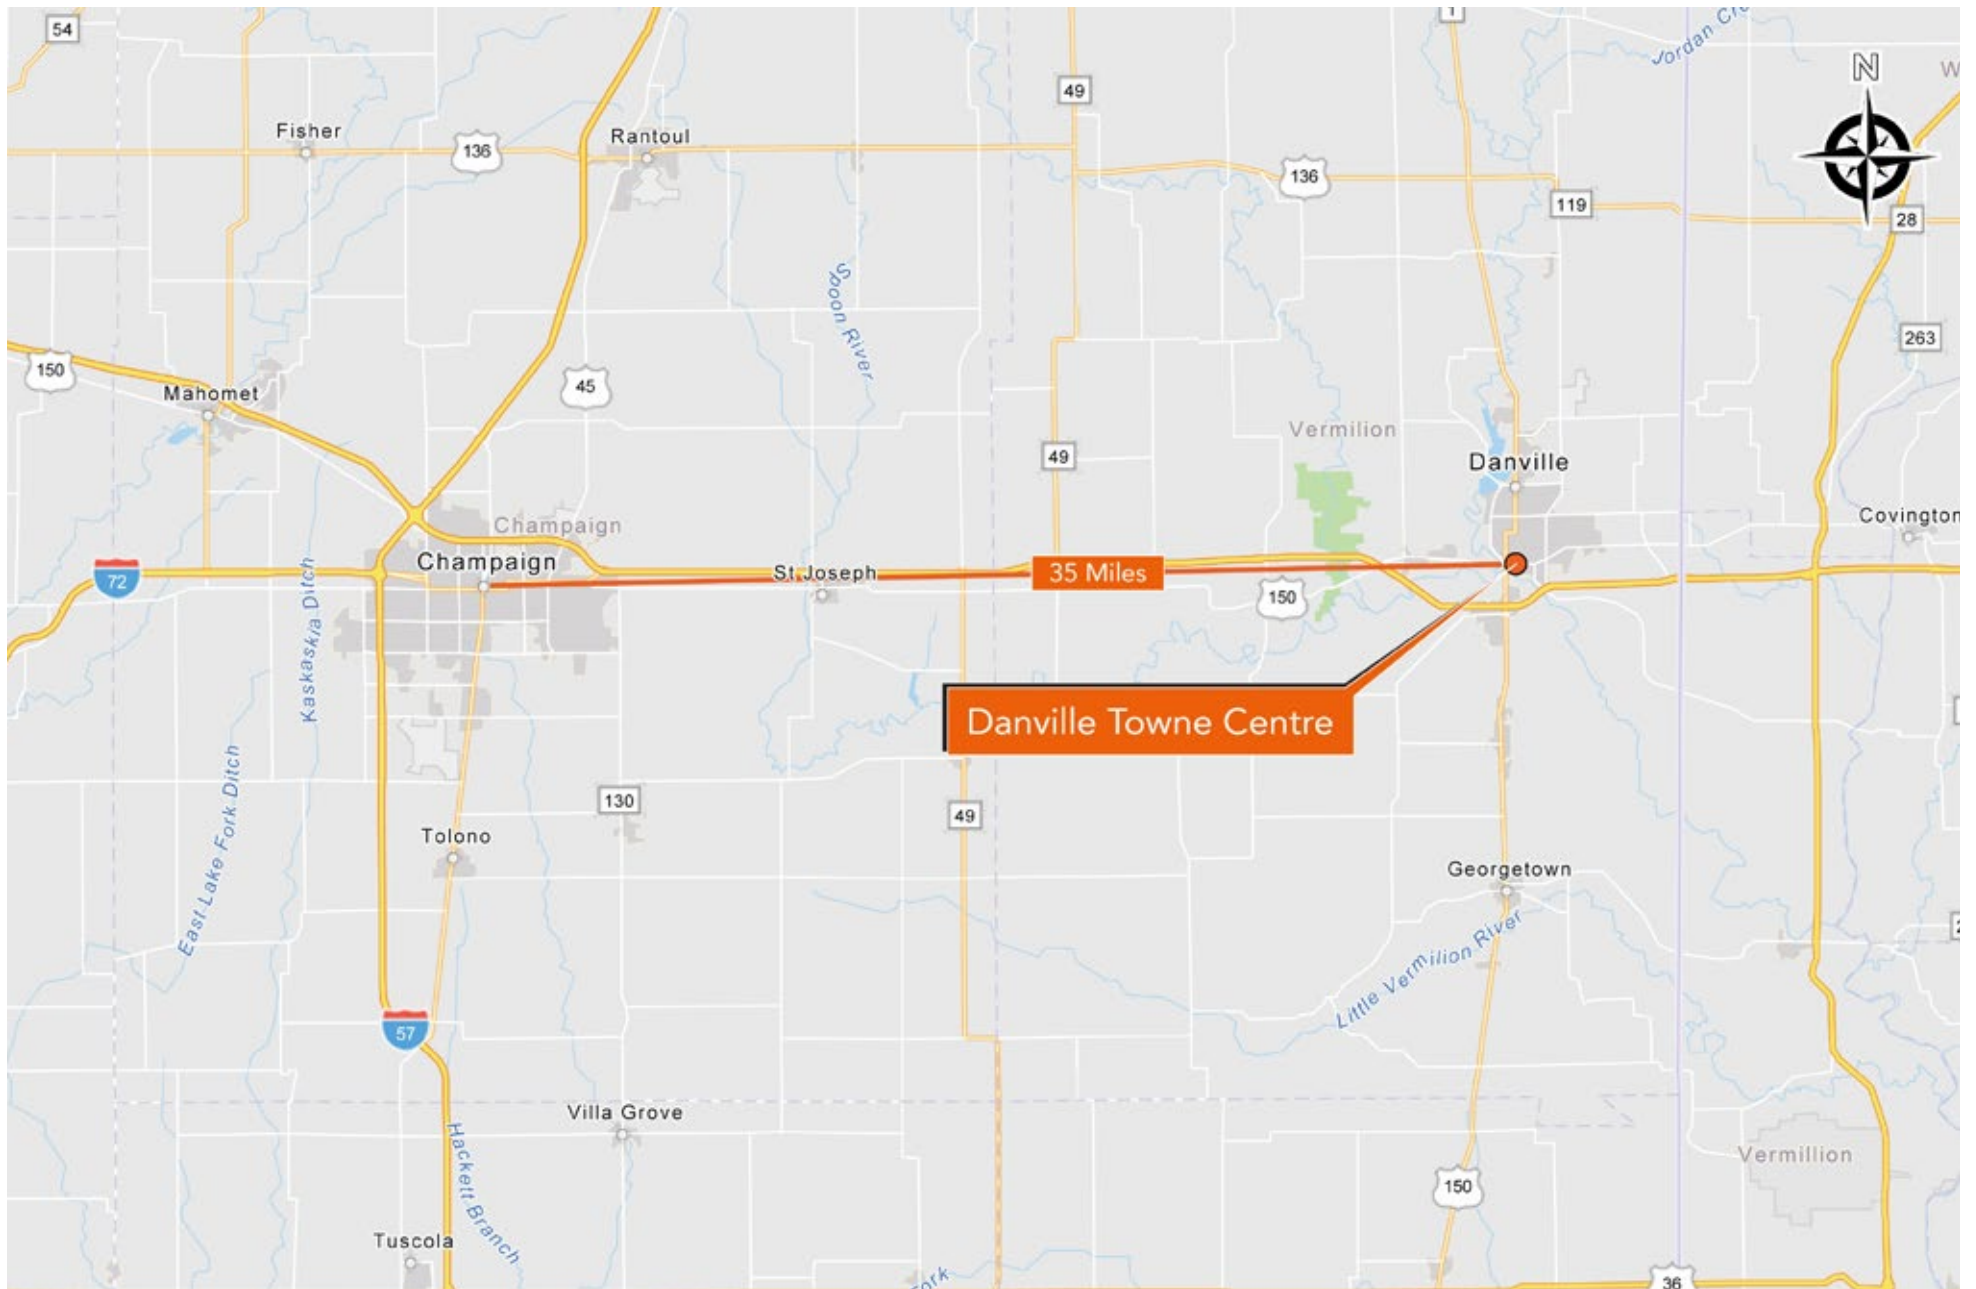 54
1
Jordan Cr
N
W
49
Fisher
136
Rantoul
136
119
28
Spoon River
263
150
Mahomet
45
Vermilion
49
Danville
Champaign
Covington
Champaign
72
St Joseph
35 Miles
150
Kaskaskia Ditch
Danville Towne Centre
East Lake Fork Ditch
130
49
Tolono
Georgetown
Little Vermilion River
57
Villa Grove
Hackett Branch
Vermillion
150
Tuscola
ork
36